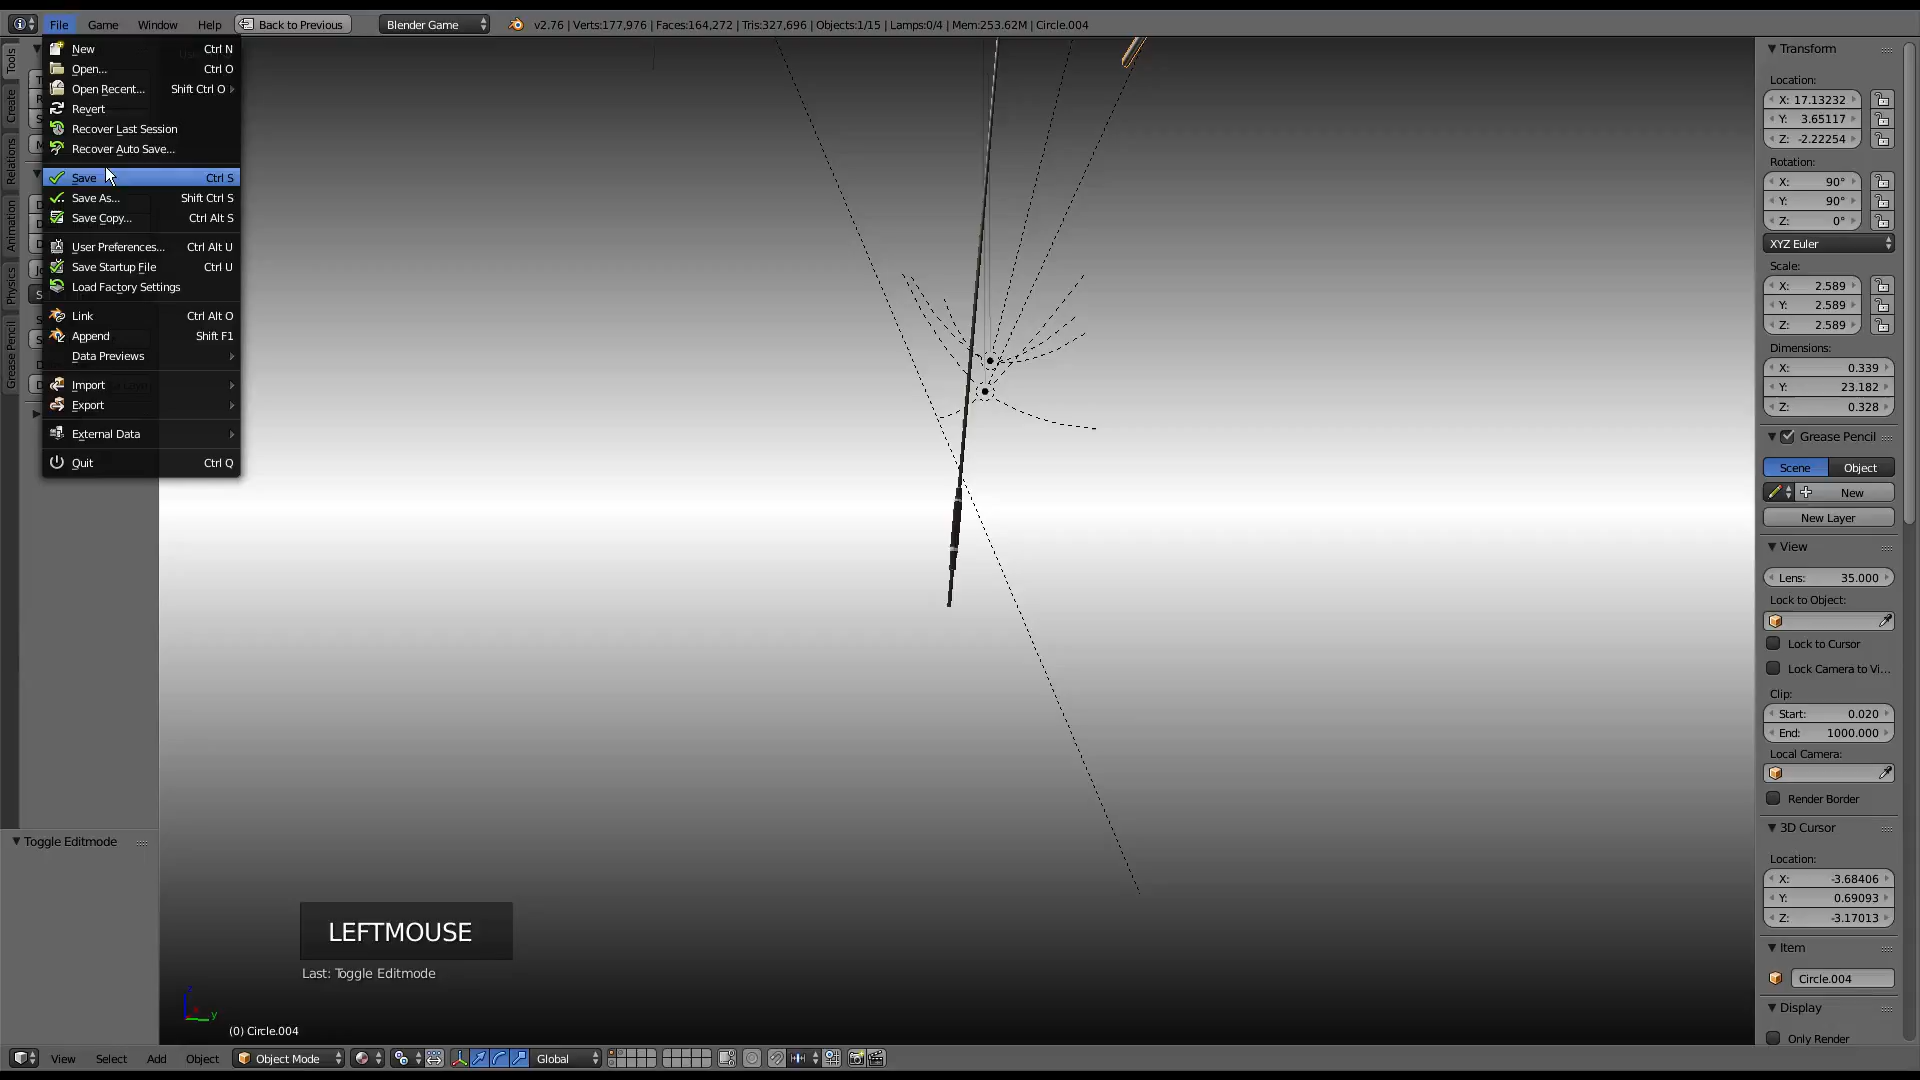 File Game Window Help Back to Previous Blender Game v2.76 | Verts:177,976 | Faces:164,272 | Tris:327,696 | Objects:1/15 | Lamps:0/4 | Mem:253.62M | Circle.004
New Ctrl N
Open... Ctrl O
Open Recent... Shift Ctrl O
Revert
Recover Last Session
Recover Auto Save...
Save Ctrl S
Save As... Shift Ctrl S
Save Copy... Ctrl Alt S
User Preferences... Ctrl Alt U
Save Startup File Ctrl U
Load Factory Settings
Link Ctrl Alt O
Append Shift F1
Data Previews
Import
Export
External Data
Quit Ctrl Q
Tools
Create
Relations
Animation
Physics
Grease Pencil
Toggle Editmode
LEFTMOUSE
Last: Toggle Editmode
y
(0) Circle.004
View Select Add Object Object Mode Global
Transform
Location:
X: 17.13232
Y: 3.65117
Z: -2.22254
Rotation:
X: 90°
Y: 90°
Z: 0°
XYZ Euler
Scale:
X: 2.589
Y: 2.589
Z: 2.589
Dimensions:
X: 0.339
Y: 23.182
Z: 0.328
Grease Pencil
Scene Object
New
New Layer
View
Lens: 35.000
Lock to Object:
Lock to Cursor
Lock Camera to Vi...
Clip:
Start: 0.020
End: 1000.000
Local Camera:
Render Border
3D Cursor
Location:
X: -3.68406
Y: 0.69093
Z: -3.17013
Item
Circle.004
Display
Only Render